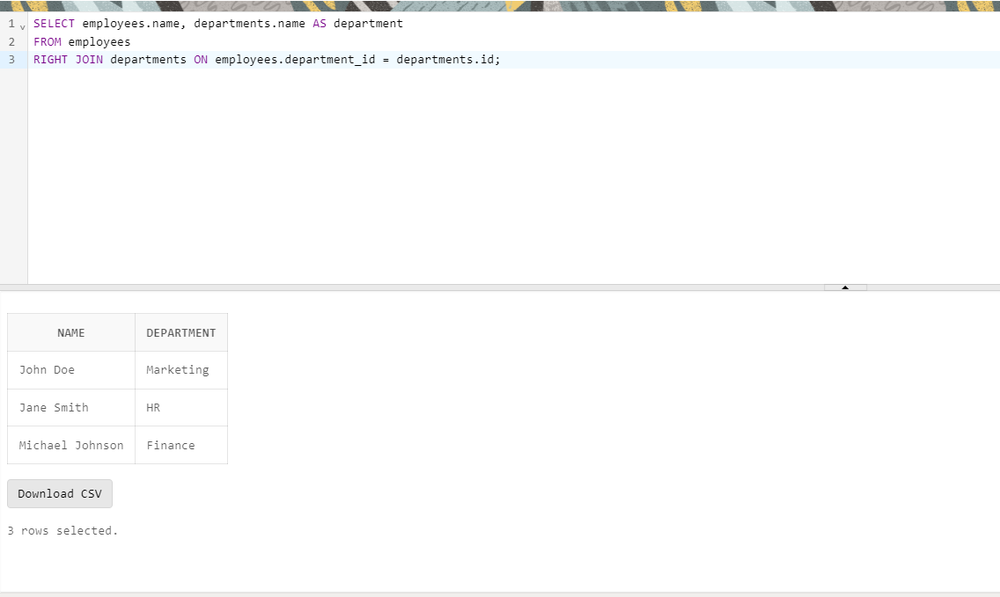 1 SELECT employees.name, departments.name AS department
2 FROM employees
3 RIGHT JOIN departments ON employees.department_id = departments.id;
NAME DEPARTMENT
John Doe Marketing
Jane Smith HR
Michael Johnson Finance
Download CSV
3 rows selected.